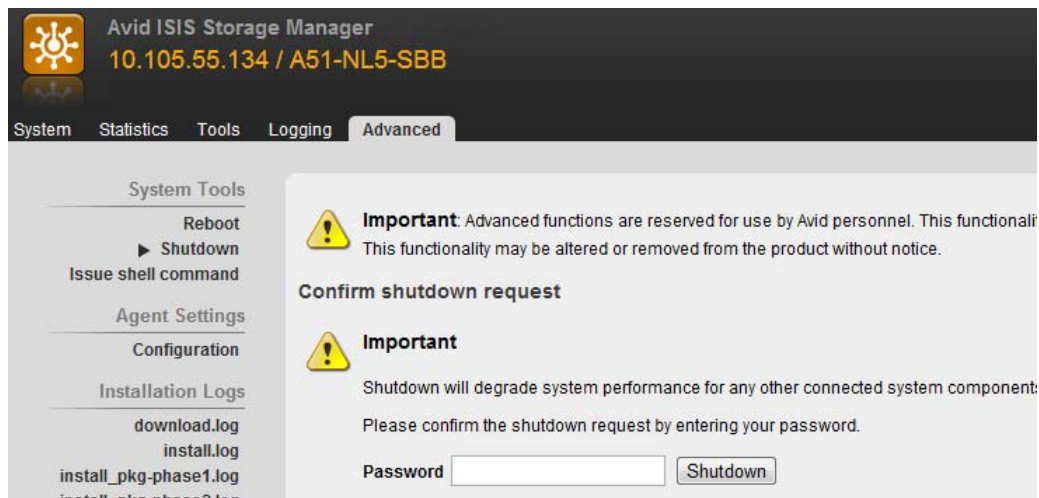 Avid ISIS Storage Manager
10.105.55.134 / A51-NL5-SBB
System Statistics Tools Logging Advanced
System Tools
Reboot
Shutdown
Issue shell command
Agent Settings
Configuration
Installation Logs
download.log
install.log
install_pkg-phase1.log
Important: Advanced functions are reserved for use by Avid personnel. This
This functionality may be altered or removed from the product without notice.
Confirm shutdown request
Important
Shutdown will degrade system performance for any other connected system components
Please confirm the shutdown request by entering your password.
Password Shutdown